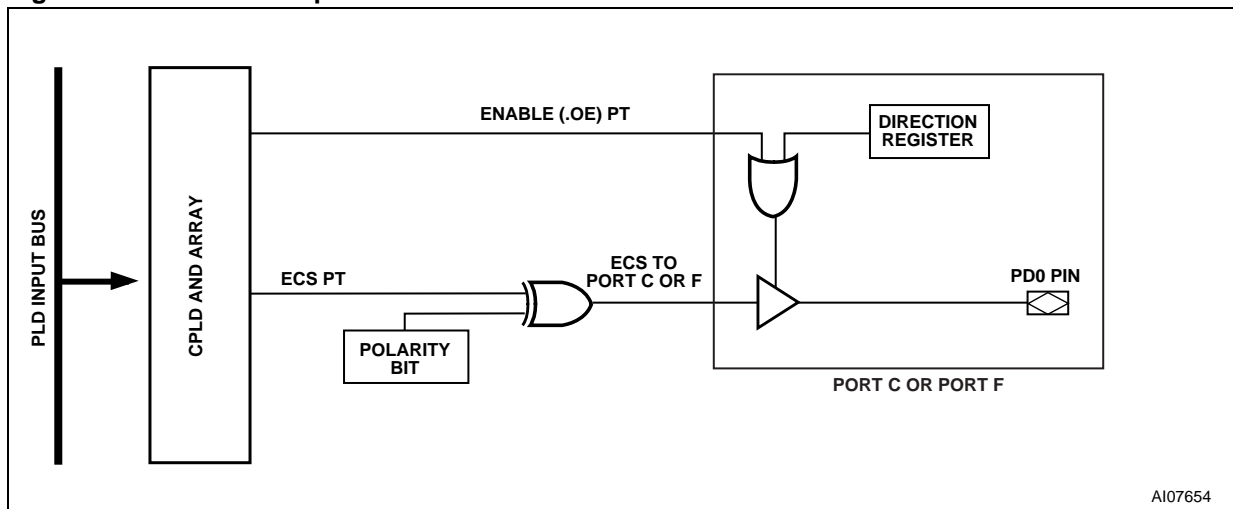 ENABLE (.OE) PT
DIRECTION
REGISTER
PLD INPUT BUS
CPLD AND ARRAY
ECS PT
ECS TO
PORT C OR F
PD0 PIN
POLARITY
BIT
PORT C OR PORT F
AI07654